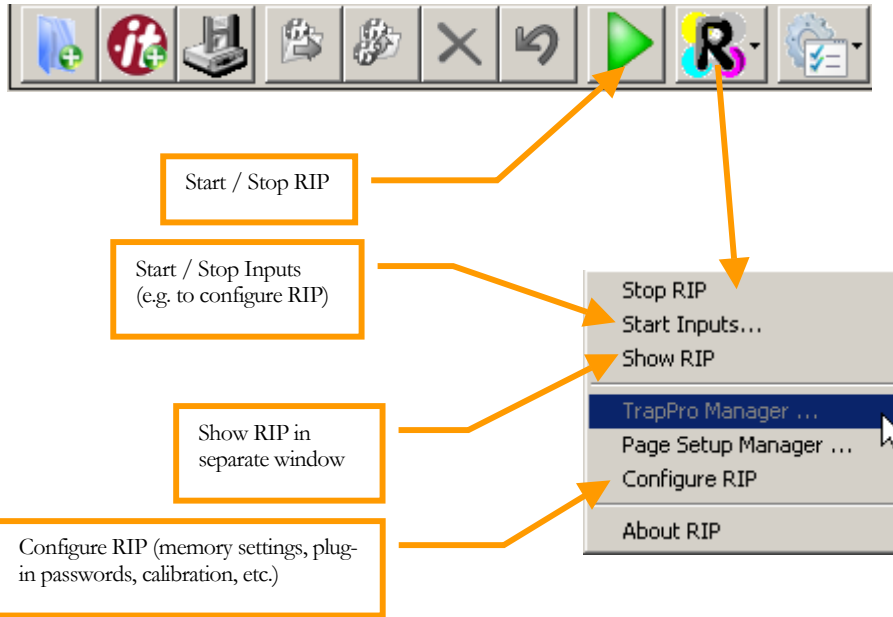 ·it
R
Start / Stop RIP
Start / Stop Inputs
(e.g. to configure RIP)
Show RIP in
separate window
Configure RIP (memory settings, plug-
in passwords, calibration, etc.)
Stop RIP
Start Inputs...
Show RIP
TrapPro Manager ...
Page Setup Manager ...
Configure RIP
About RIP